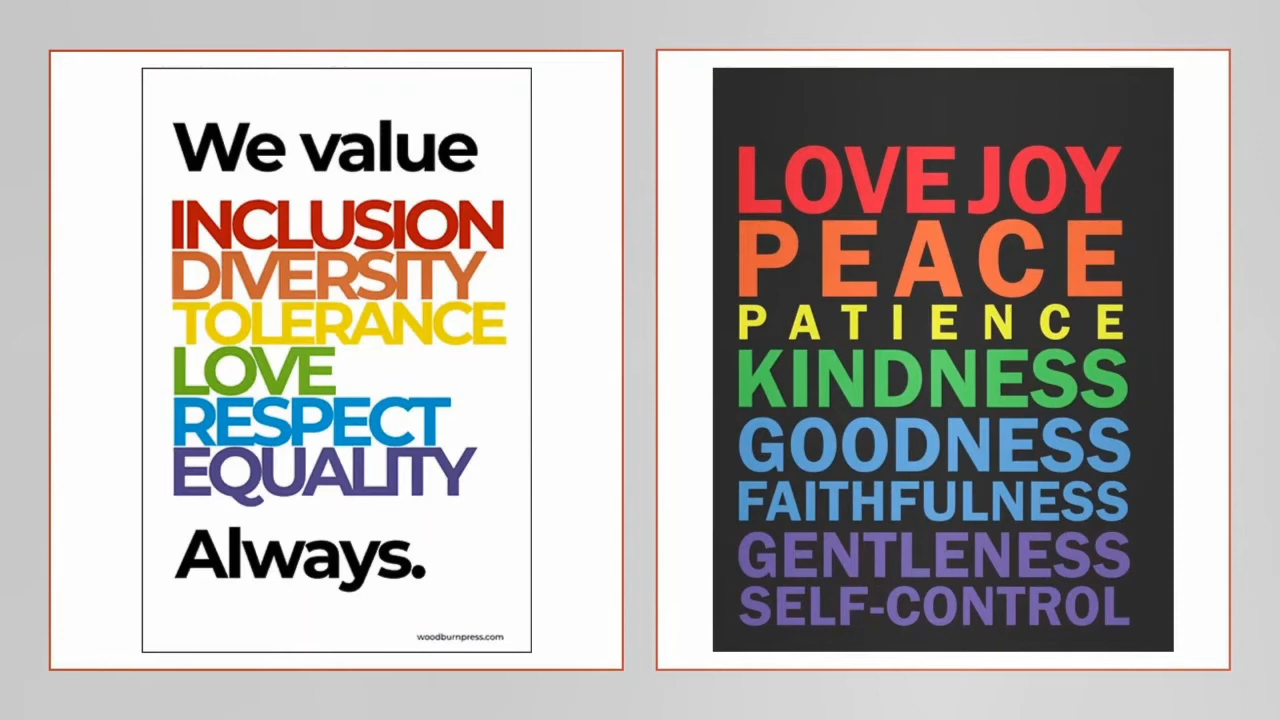 We value
INCLUSION
DIVERSITY
TOLERANCE
LOVE
RESPECT
EQUALITY
Always.
woodburnpress.com
LOVE JOY
PEACE
PATIENCE
KINDNESS
GOODNESS
FAITHFULNESS
GENTLENESS
SELF-CONTROL